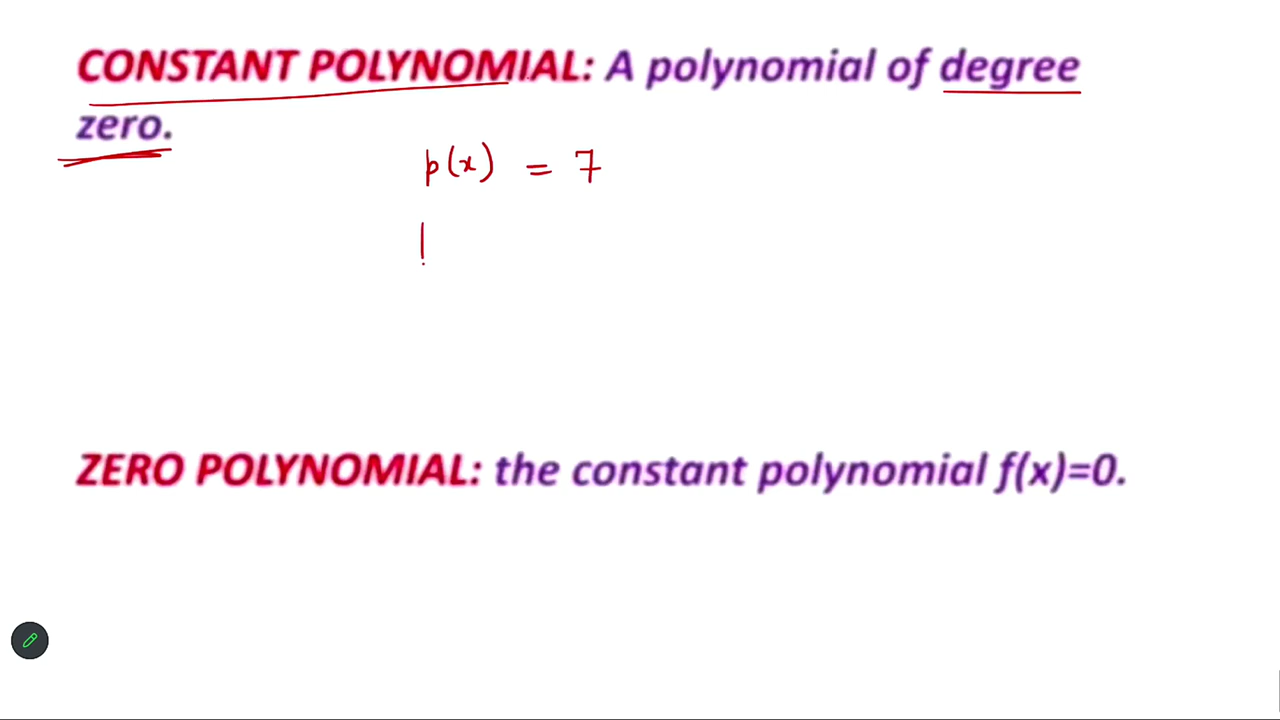 CONSTANT POLYNOMIAL: A polynomial of degree
zero.
p(x) = 7
ZERO POLYNOMIAL: the constant polynomial f(x)=0.